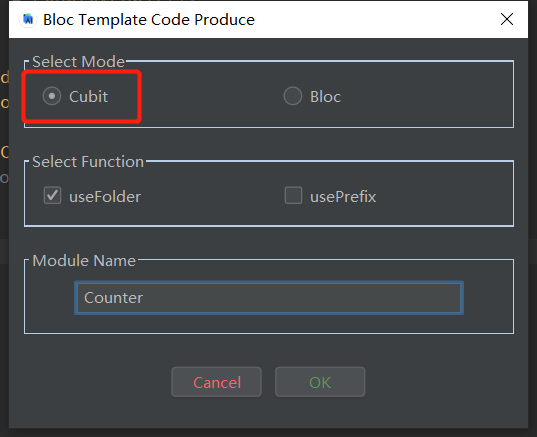 Bloc Template Code Produce
Select Mode
Cubit
Bloc
Select Function
useFolder
usePrefix
Module Name
Counter
Cancel
OK
d
o
C
o